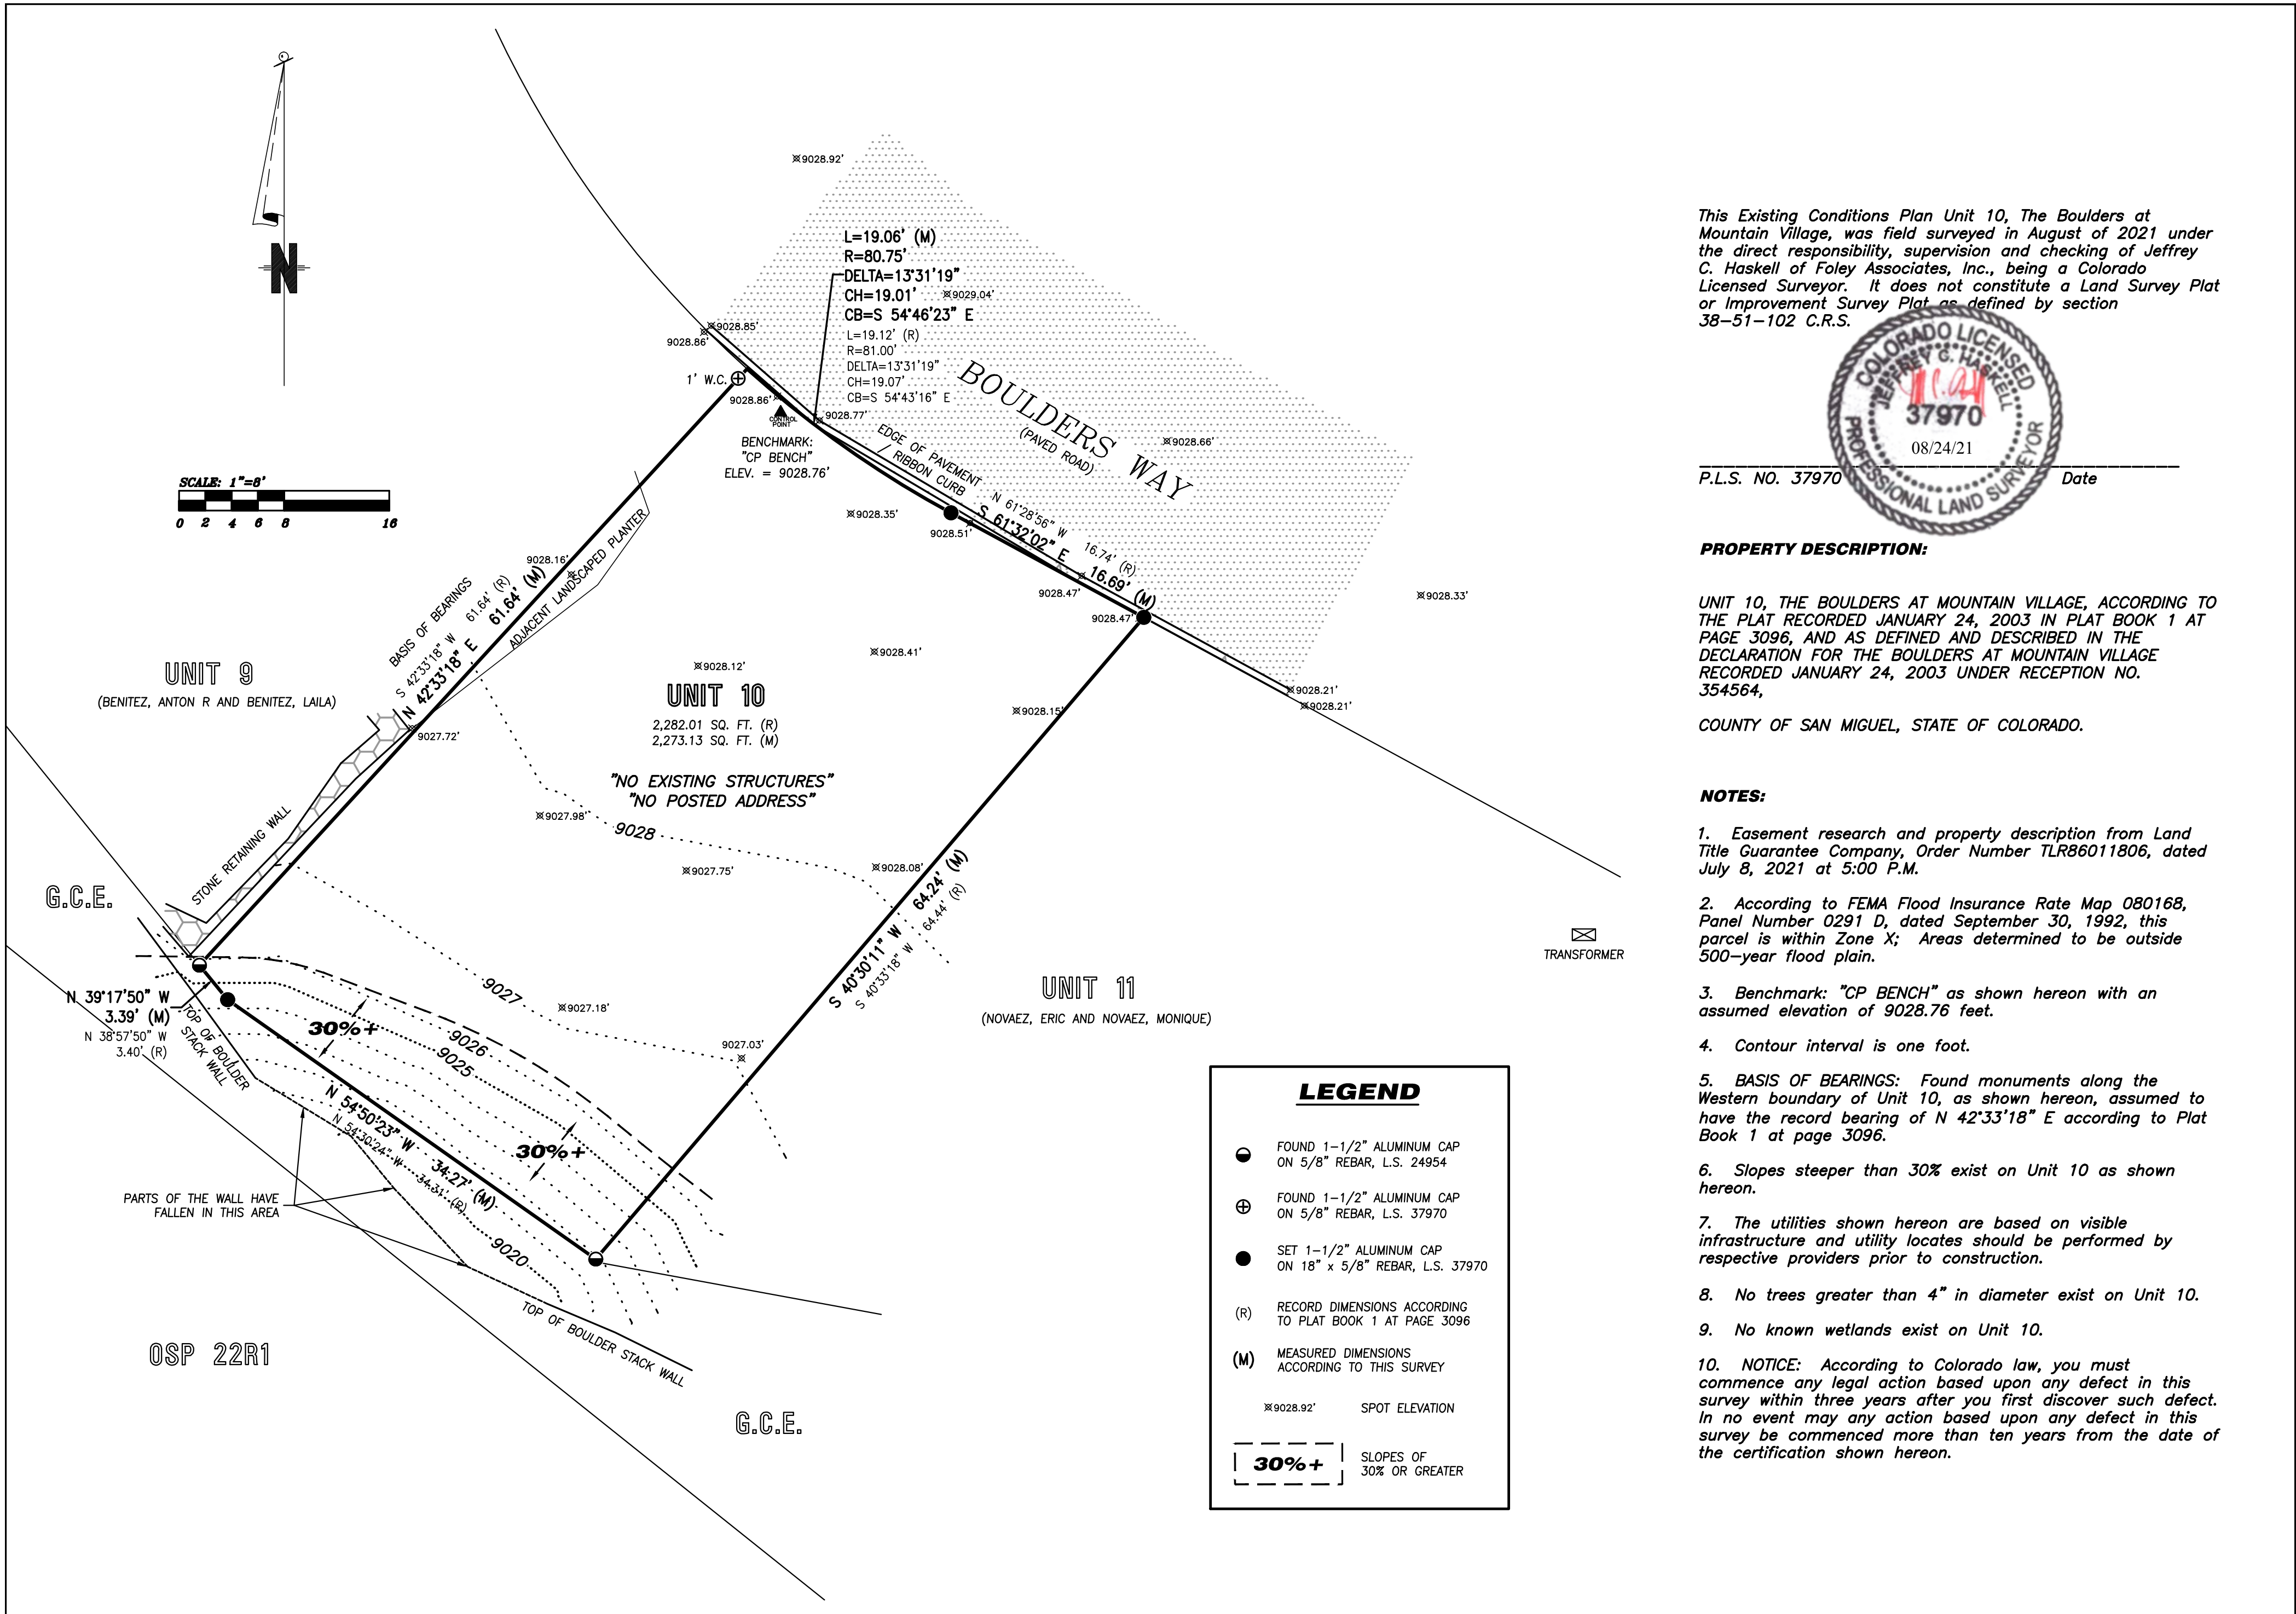 N
SCALE: 1"=8'
0 2 4 6 8 16
⌧9028.92'
L=19.06' (M)
R=80.75'
DELTA=13°31'19"
CH=19.01'
CB=S 54°46'23" E
9029.04'
L=19.12' (R)
R=81.00'
DELTA=13°31'19"
CH=19.07'
CB=S 54°43'16" E
9028.85'
9028.86'
1' W.C.
9028.86'
CONTROL
POINT
9028.77'
BENCHMARK:
"CP BENCH"
ELEV. = 9028.76'
BOULDERS WAY
(PAVED ROAD)
9028.66'
EDGE OF PAVEMENT
/ RIBBON CURB
N 61°28'56" W 16.74' (R)
S 61°32'02" E 16.69' (M)
9028.35'
9028.51'
9028.47'
9028.47'
9028.33'
9028.21'
9028.21'
9028.16'
BASIS OF BEARINGS
S 42°33'18" W 61.64' (R)
N 42°33'18" E 61.64' (M)
ADJACENT LANDSCAPED PLANTER
UNIT 9
(BENITEZ, ANTON R AND BENITEZ, LAILA)
9027.72'
9028.12'
9028.41'
UNIT 10
2,282.01 SQ. FT. (R)
2,273.13 SQ. FT. (M)
9028.15'
"NO EXISTING STRUCTURES"
"NO POSTED ADDRESS"
9027.98'
9028
9027.75'
9028.08'
S 40°30'11" W 64.24' (M)
S 40°33'18" W 64.44' (R)
STONE RETAINING WALL
G.C.E.
N 39°17'50" W
3.39' (M)
N 38°57'50" W
3.40' (R)
TOP OF BOULDER
STACK WALL
9027
9027.18'
9027.03'
30%+
9026
9025
N 54°50'23" W 34.27' (M)
N 54°30'24" W 34.31' (R)
30%+
9020
PARTS OF THE WALL HAVE
FALLEN IN THIS AREA
TOP OF BOULDER STACK WALL
OSP 22R1
G.C.E.
UNIT 11
(NOVAEZ, ERIC AND NOVAEZ, MONIQUE)
TRANSFORMER
LEGEND
FOUND 1-1/2" ALUMINUM CAP
ON 5/8" REBAR, L.S. 24954
FOUND 1-1/2" ALUMINUM CAP
ON 5/8" REBAR, L.S. 37970
SET 1-1/2" ALUMINUM CAP
ON 18" x 5/8" REBAR, L.S. 37970
(R) RECORD DIMENSIONS ACCORDING
TO PLAT BOOK 1 AT PAGE 3096
(M) MEASURED DIMENSIONS
ACCORDING TO THIS SURVEY
9028.92' SPOT ELEVATION
30%+ SLOPES OF
30% OR GREATER
This Existing Conditions Plan Unit 10, The Boulders at
Mountain Village, was field surveyed in August of 2021 under
the direct responsibility, supervision and checking of Jeffrey
C. Haskell of Foley Associates, Inc., being a Colorado
Licensed Surveyor. It does not constitute a Land Survey Plat
or Improvement Survey Plat as defined by section
38-51-102 C.R.S.
COLORADO LICENSED
JEFFREY C. HASKELL
37970
08/24/21
PROFESSIONAL LAND SURVEYOR
P.L.S. NO. 37970 Date
PROPERTY DESCRIPTION:
UNIT 10, THE BOULDERS AT MOUNTAIN VILLAGE, ACCORDING TO
THE PLAT RECORDED JANUARY 24, 2003 IN PLAT BOOK 1 AT
PAGE 3096, AND AS DEFINED AND DESCRIBED IN THE
DECLARATION FOR THE BOULDERS AT MOUNTAIN VILLAGE
RECORDED JANUARY 24, 2003 UNDER RECEPTION NO.
354564,
COUNTY OF SAN MIGUEL, STATE OF COLORADO.
NOTES:
1. Easement research and property description from Land
Title Guarantee Company, Order Number TLR86011806, dated
July 8, 2021 at 5:00 P.M.
2. According to FEMA Flood Insurance Rate Map 080168,
Panel Number 0291 D, dated September 30, 1992, this
parcel is within Zone X; Areas determined to be outside
500-year flood plain.
3. Benchmark: "CP BENCH" as shown hereon with an
assumed elevation of 9028.76 feet.
4. Contour interval is one foot.
5. BASIS OF BEARINGS: Found monuments along the
Western boundary of Unit 10, as shown hereon, assumed to
have the record bearing of N 42°33'18" E according to Plat
Book 1 at page 3096.
6. Slopes steeper than 30% exist on Unit 10 as shown
hereon.
7. The utilities shown hereon are based on visible
infrastructure and utility locates should be performed by
respective providers prior to construction.
8. No trees greater than 4" in diameter exist on Unit 10.
9. No known wetlands exist on Unit 10.
10. NOTICE: According to Colorado law, you must
commence any legal action based upon any defect in this
survey within three years after you first discover such defect.
In no event may any action based upon any defect in this
survey be commenced more than ten years from the date of
the certification shown hereon.